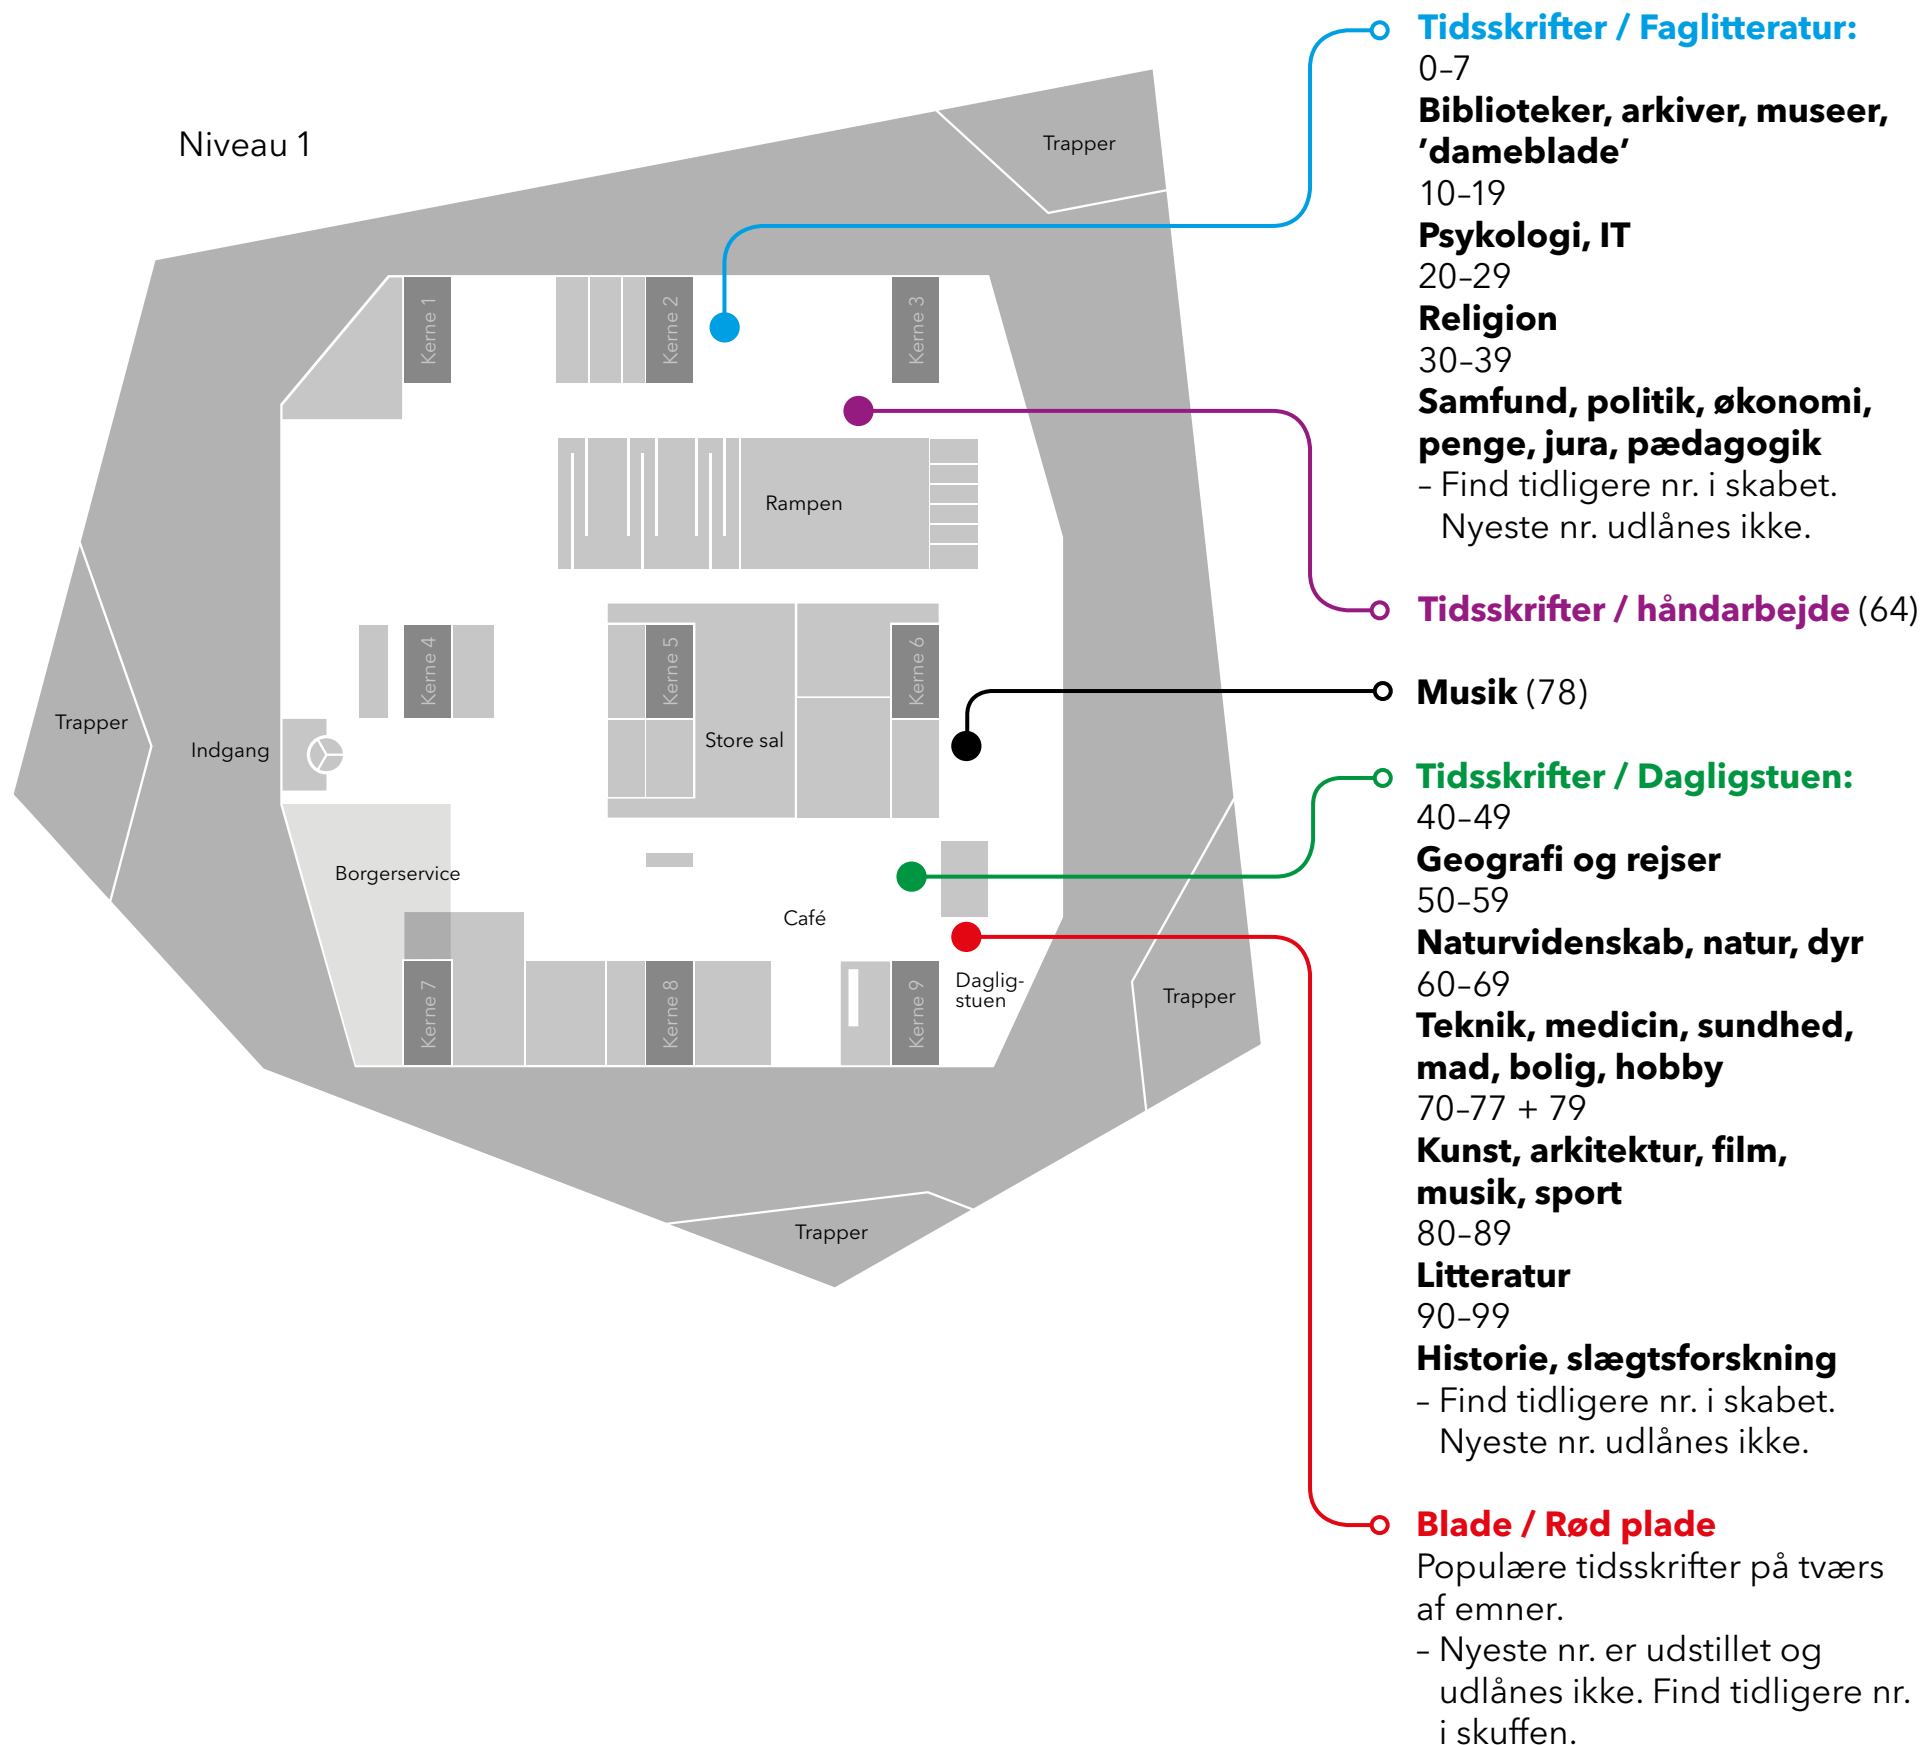 Niveau 1
Trapper
Kerne 1
Kerne 2
Kerne 3
Rampen
Kerne 4
Kerne 5
Kerne 6
Trapper
Indgang
Store sal
Borgerservice
Café
Daglig-
stuen
Kerne 7
Kerne 8
Kerne 9
Trapper
Trapper
Tidsskrifter / Faglitteratur:
0–7
Biblioteker, arkiver, museer,
’dameblade’
10–19
Psykologi, IT
20–29
Religion
30–39
Samfund, politik, økonomi,
penge, jura, pædagogik
– Find tidligere nr. i skabet.
Nyeste nr. udlånes ikke.
Tidsskrifter / håndarbejde (64)
Musik (78)
Tidsskrifter / Dagligstuen:
40–49
Geografi og rejser
50–59
Naturvidenskab, natur, dyr
60–69
Teknik, medicin, sundhed,
mad, bolig, hobby
70–77 + 79
Kunst, arkitektur, film,
musik, sport
80–89
Litteratur
90–99
Historie, slægtsforskning
– Find tidligere nr. i skabet.
Nyeste nr. udlånes ikke.
Blade / Rød plade
Populære tidsskrifter på tværs
af emner.
– Nyeste nr. er udstillet og
udlånes ikke. Find tidligere nr.
i skuffen.